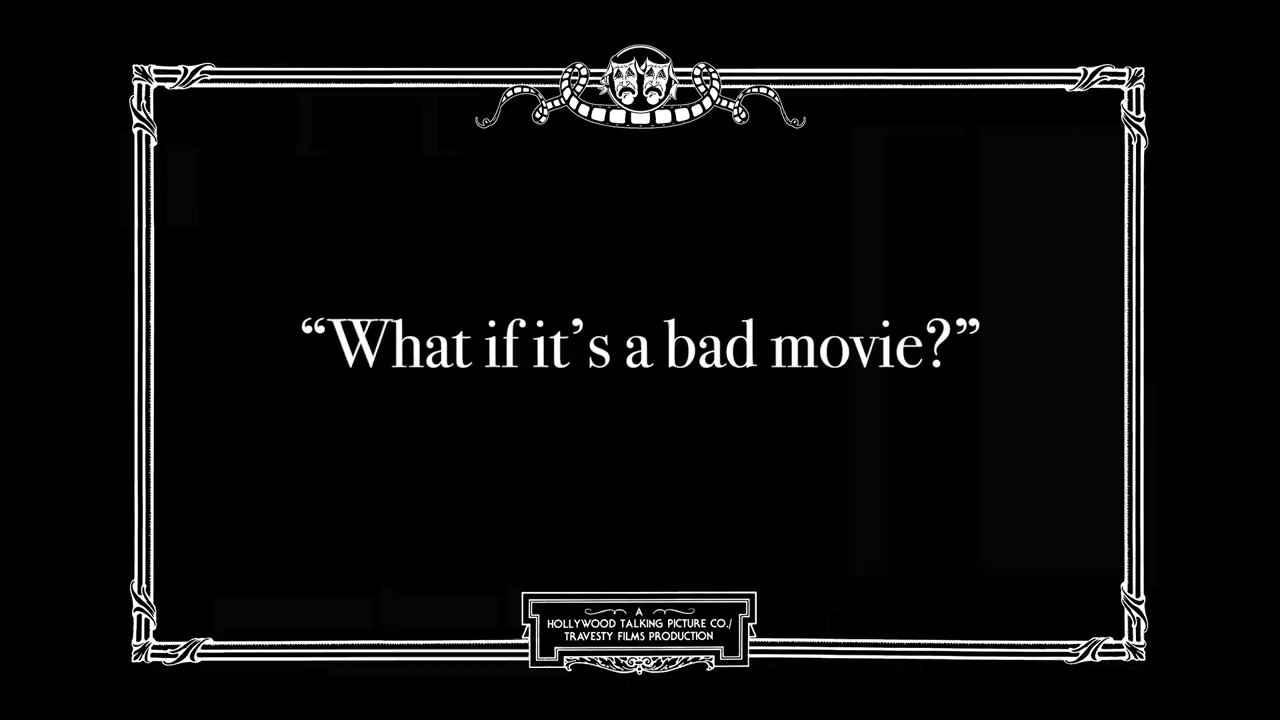 “What if it’s a bad movie?”
A
HOLLYWOOD TALKING PICTURE CO./
TRAVESTY FILMS PRODUCTION